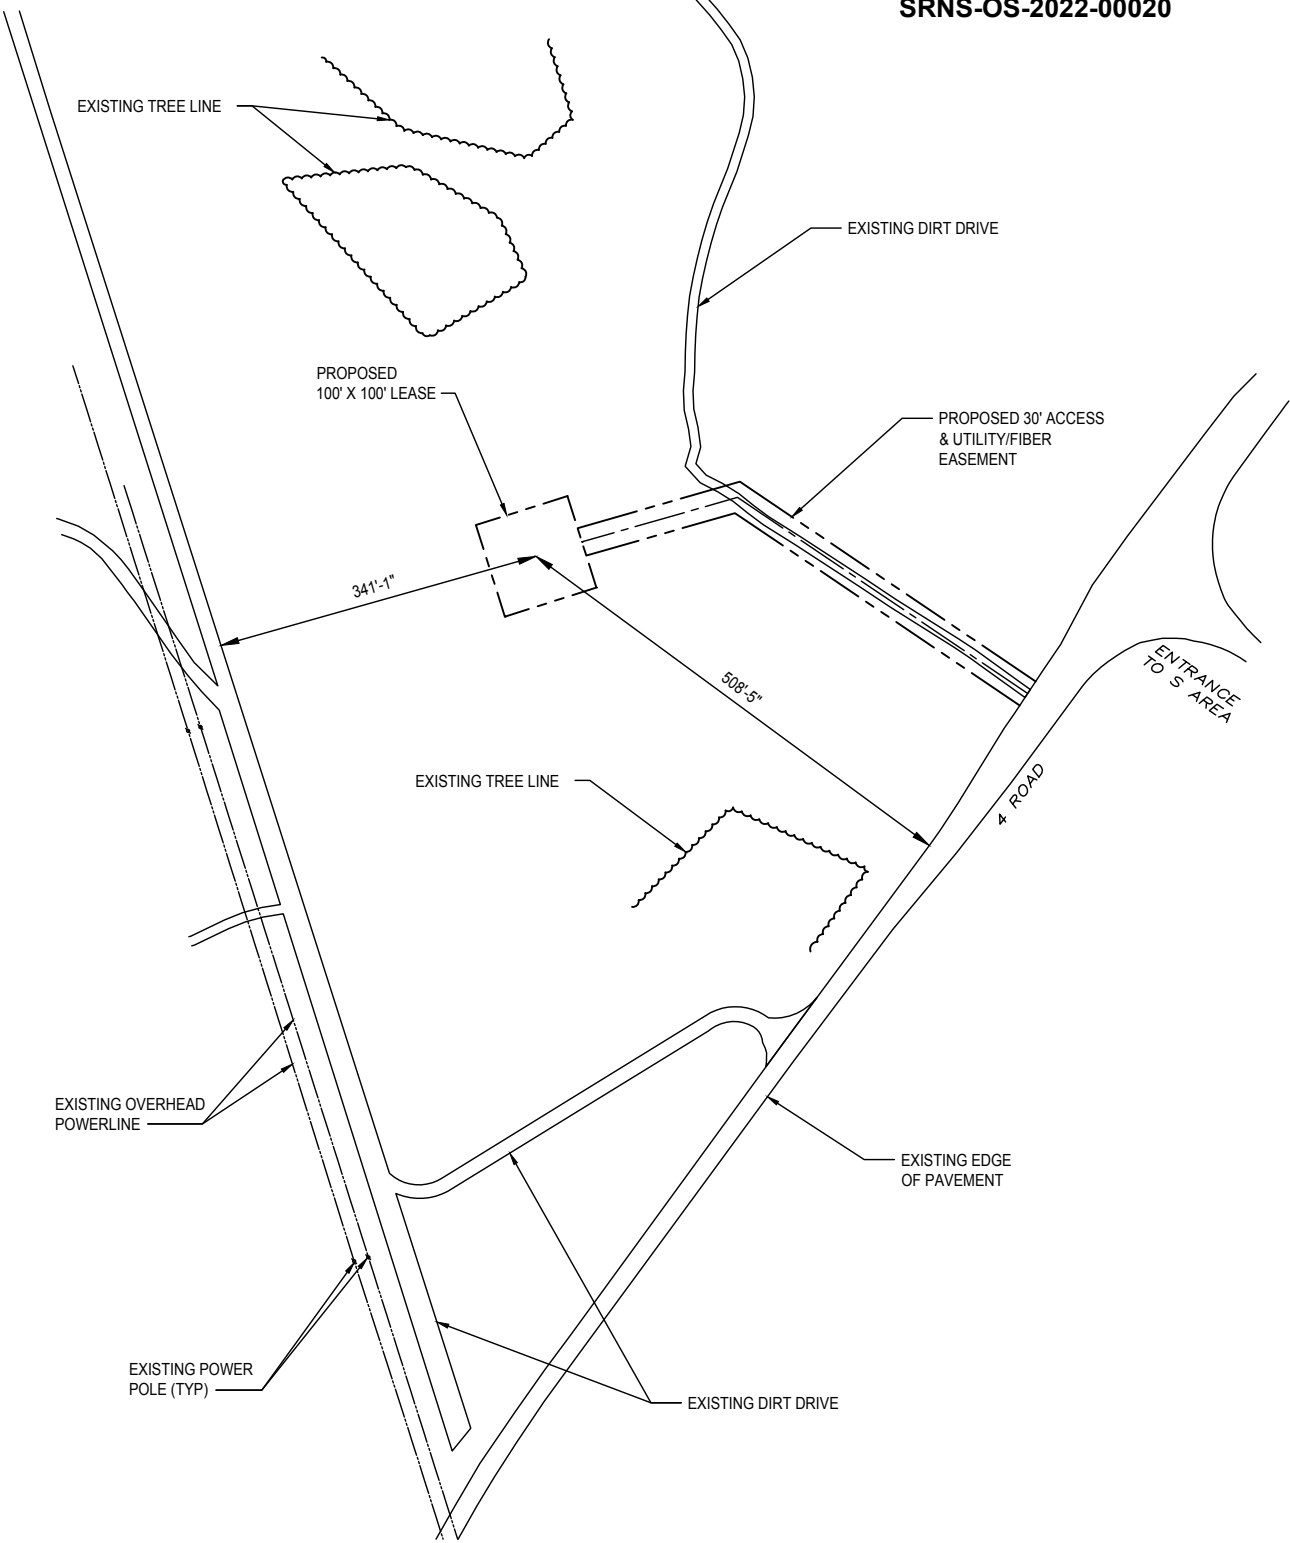 SRNS-OS-2022-00020
EXISTING TREE LINE
EXISTING DIRT DRIVE
PROPOSED
100' X 100' LEASE
PROPOSED 30' ACCESS
& UTILITY/FIBER
EASEMENT
341'-1"
508'-5"
ENTRANCE
TO S AREA
EXISTING TREE LINE
4 ROAD
EXISTING OVERHEAD
POWERLINE
EXISTING EDGE
OF PAVEMENT
EXISTING POWER
POLE (TYP)
EXISTING DIRT DRIVE